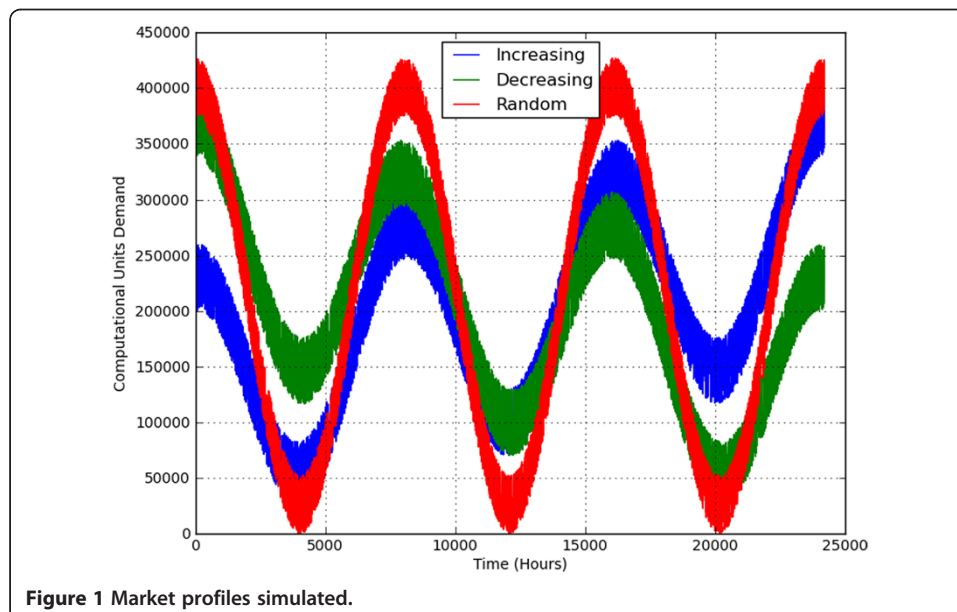 450000
400000
350000
300000
250000
200000
150000
100000
50000
0
Computational Units Demand
Increasing
Decreasing
Random
0 5000 10000 15000 20000 25000
Time (Hours)
Figure 1 Market profiles simulated.